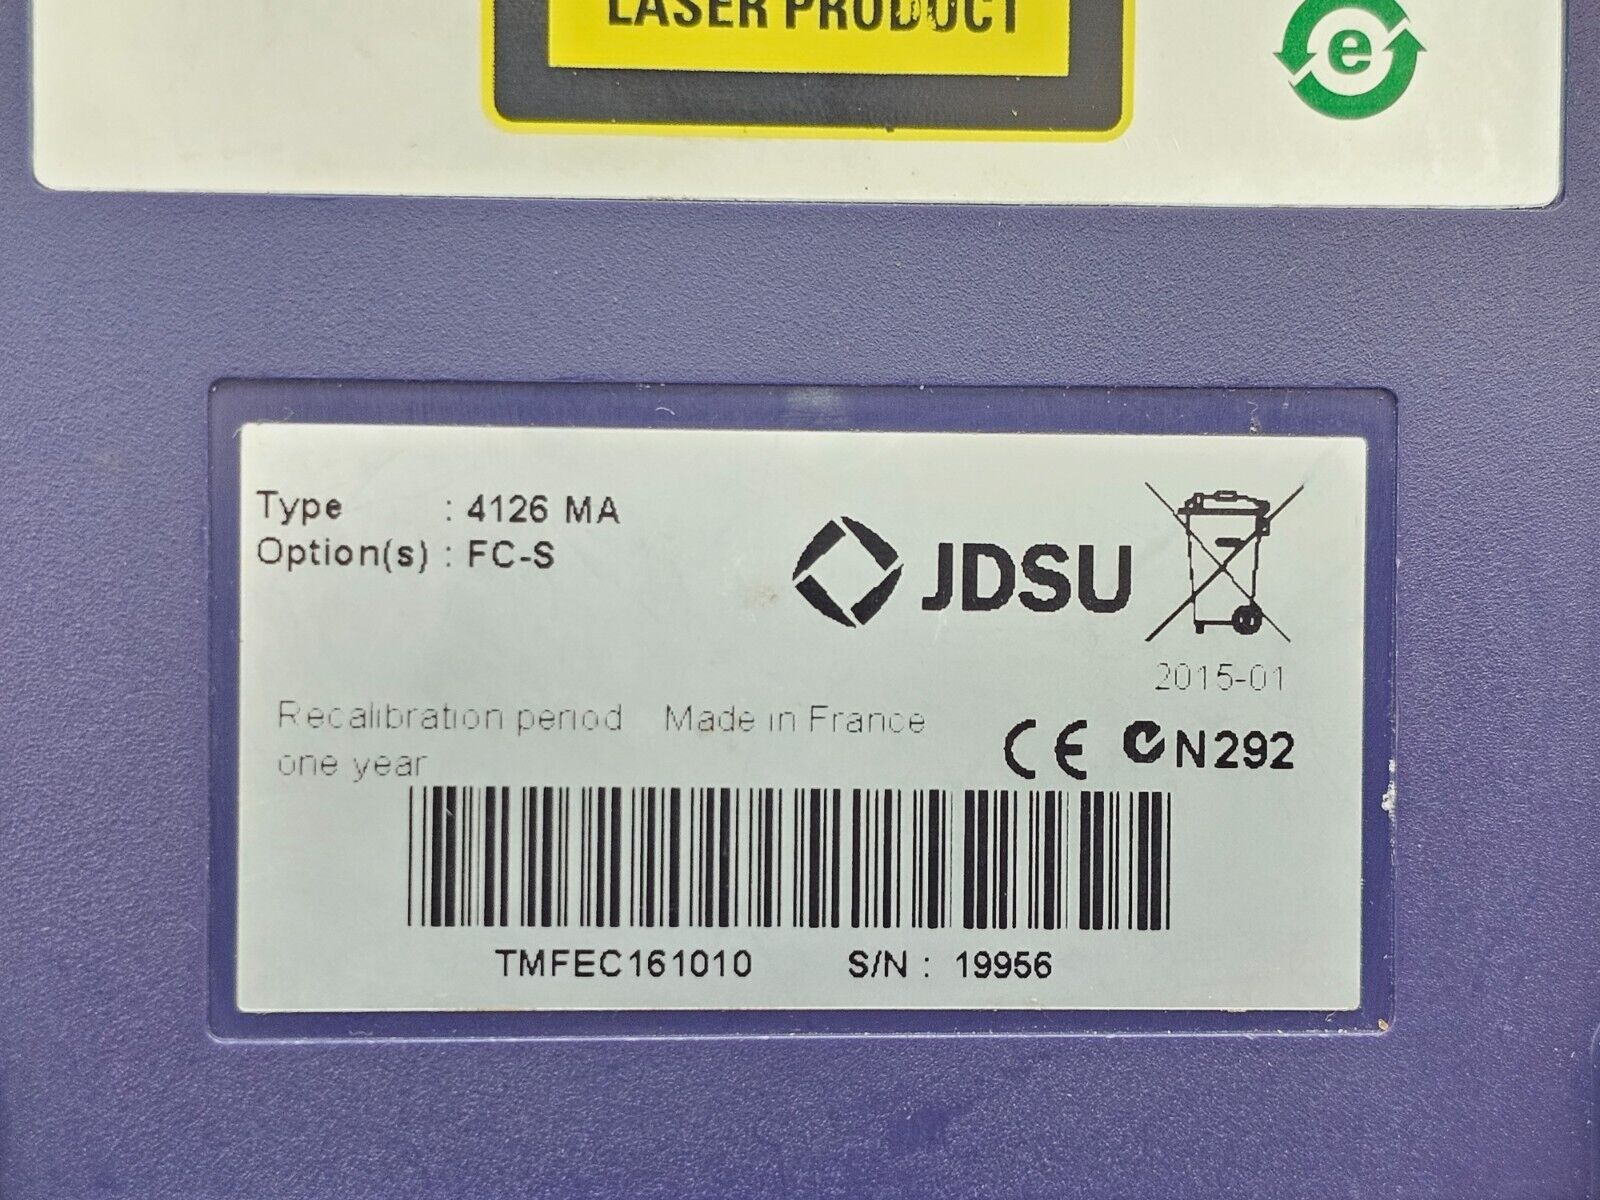 LASER PRODUCT
e
Type : 4126 MA
Option(s) : FC-S
JDSU
2015-01
Recalibration period Made in France
one year
CE N292
TMFEC161010 S/N : 19956